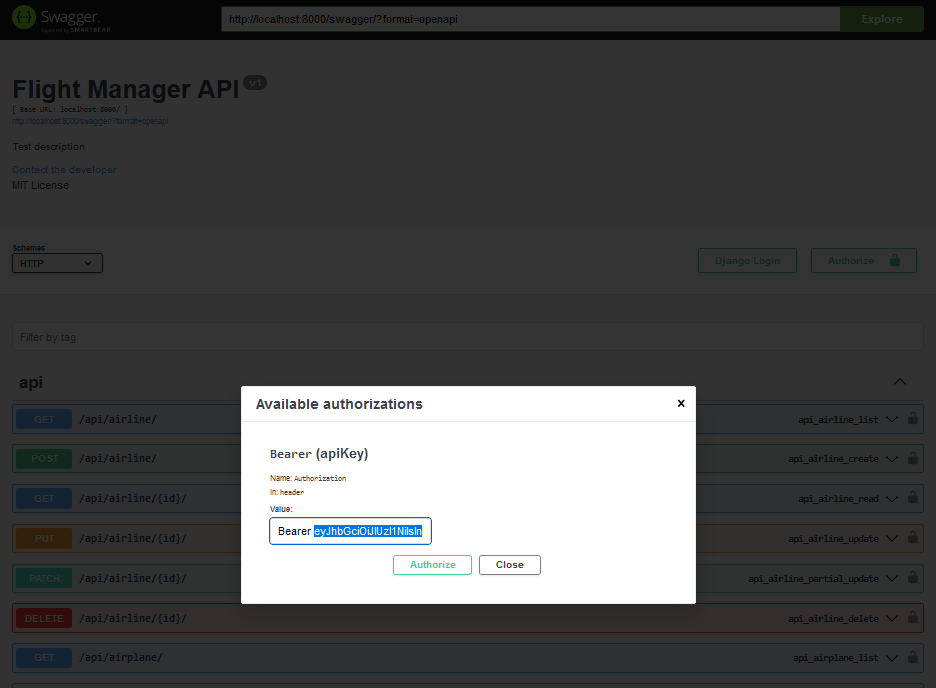 Swagger.
Supported by SMARTBEAR
http://localhost:8000/swagger/?format=openapi
Explore
Flight Manager API v1
[ Base URL: localhost:8000/ ]
http://localhost:8000/swagger/?format=openapi
Test description
Contact the developer
MIT License
Schemes
HTTP
Django Login
Authorize
Filter by tag
api
GET /api/airline/ api_airline_list
POST /api/airline/ api_airline_create
GET /api/airline/{id}/ api_airline_read
PUT /api/airline/{id}/ api_airline_update
PATCH /api/airline/{id}/ api_airline_partial_update
DELETE /api/airline/{id}/ api_airline_delete
GET /api/airplane/ api_airplane_list
Available authorizations
×
Bearer (apiKey)
Name: Authorization
In: header
Value:
Bearer eyJhbGciOiJIUzI1NiIsIn
Authorize
Close